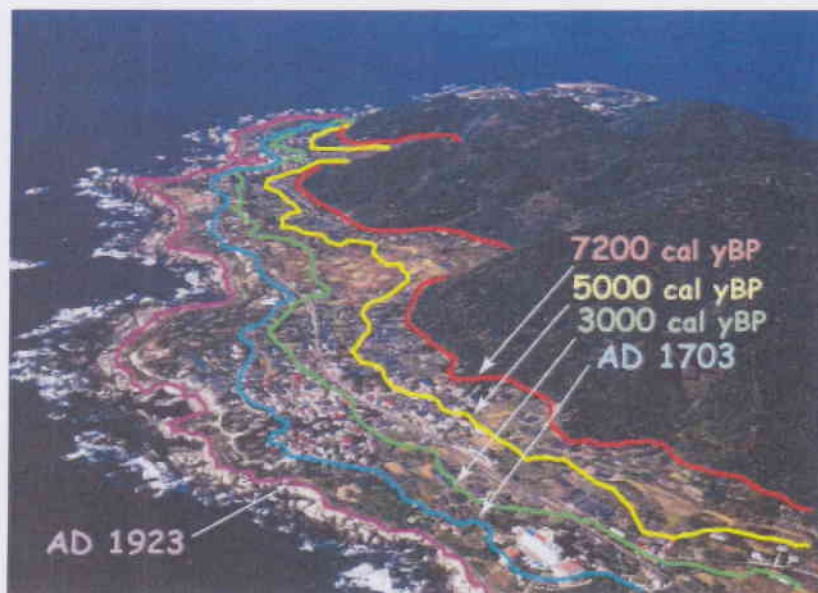 7200 cal yBP
5000 cal yBP
3000 cal yBP
AD 1703
AD 1923